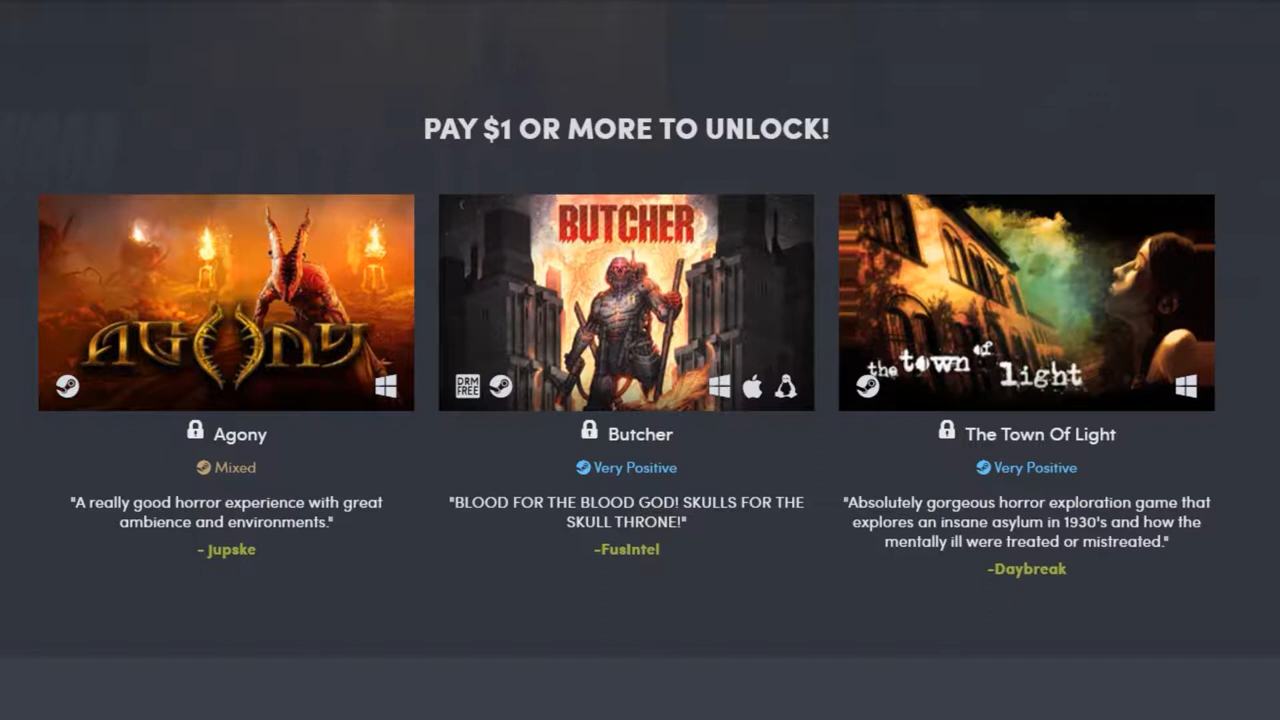 PAY $1 OR MORE TO UNLOCK!
AGONY
BUTCHER
the town of light
DRM
FREE
Agony
Butcher
The Town Of Light
Mixed
Very Positive
Very Positive
"A really good horror experience with great
ambience and environments."
- Jupske
"BLOOD FOR THE BLOOD GOD! SKULLS FOR THE
SKULL THRONE!"
-FusIntel
"Absolutely gorgeous horror exploration game that
explores an insane asylum in 1930's and how the
mentally ill were treated or mistreated."
-Daybreak